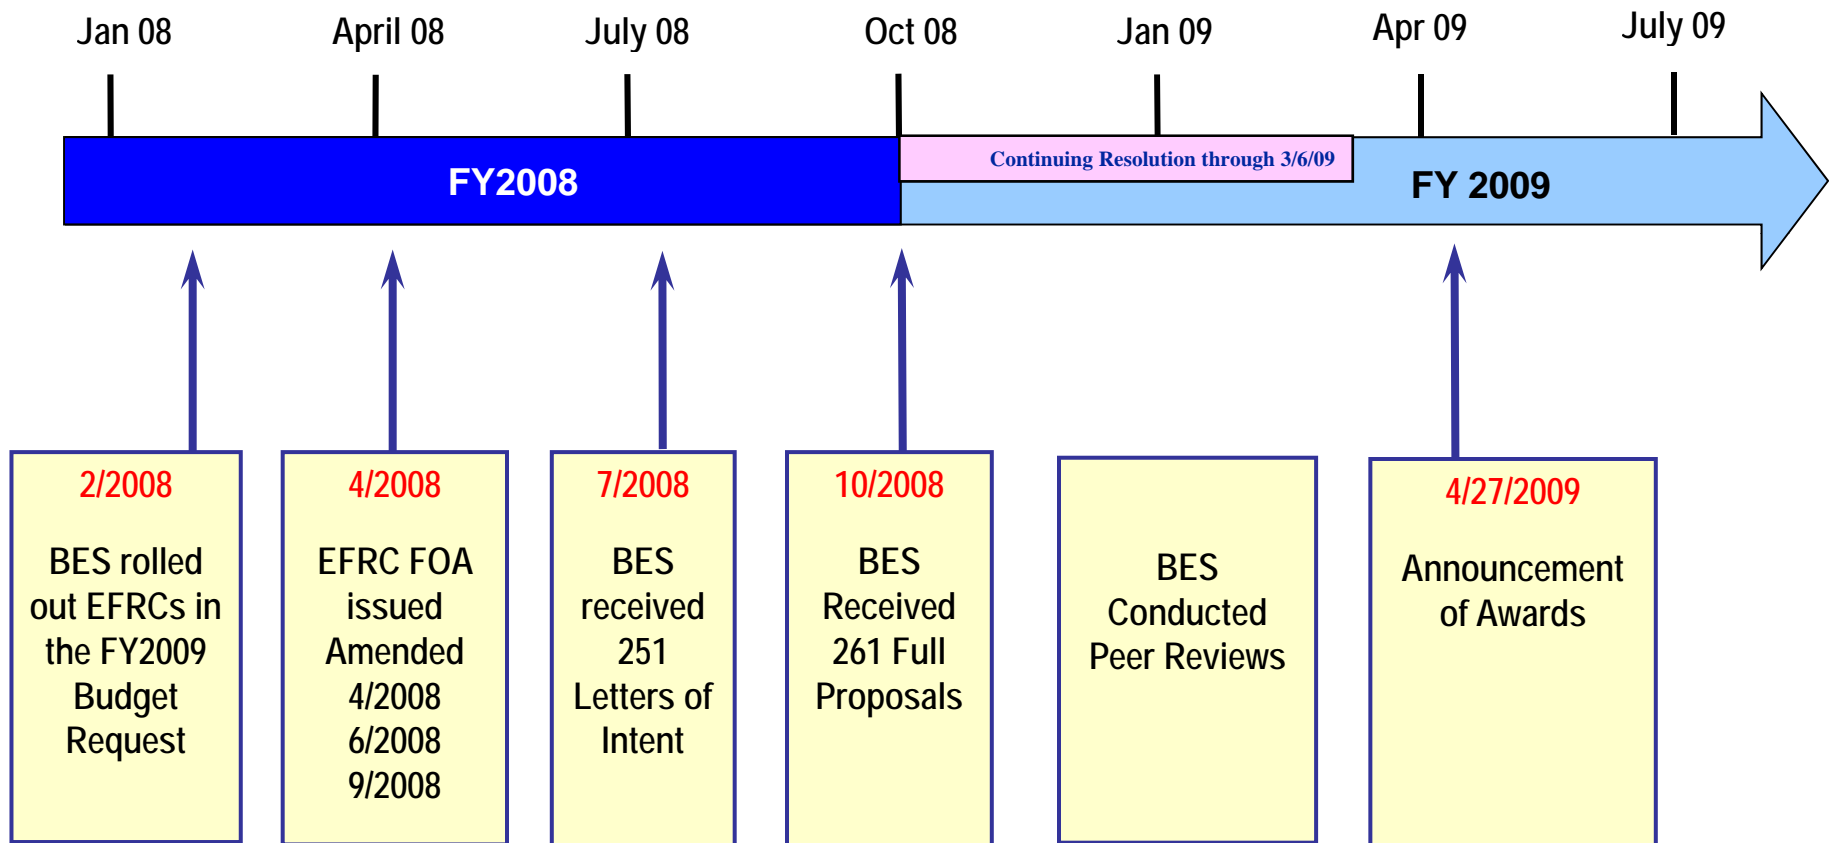 Jan 08
April 08
July 08
Oct 08
Jan 09
Apr 09
July 09
FY2008
Continuing Resolution through 3/6/09
FY 2009
2/2008
BES rolled
out EFRCs in
the FY2009
Budget
Request
4/2008
EFRC FOA
issued
Amended
4/2008
6/2008
9/2008
7/2008
BES
received
251
Letters of
Intent
10/2008
BES
Received
261 Full
Proposals
BES
Conducted
Peer Reviews
4/27/2009
Announcement
of Awards